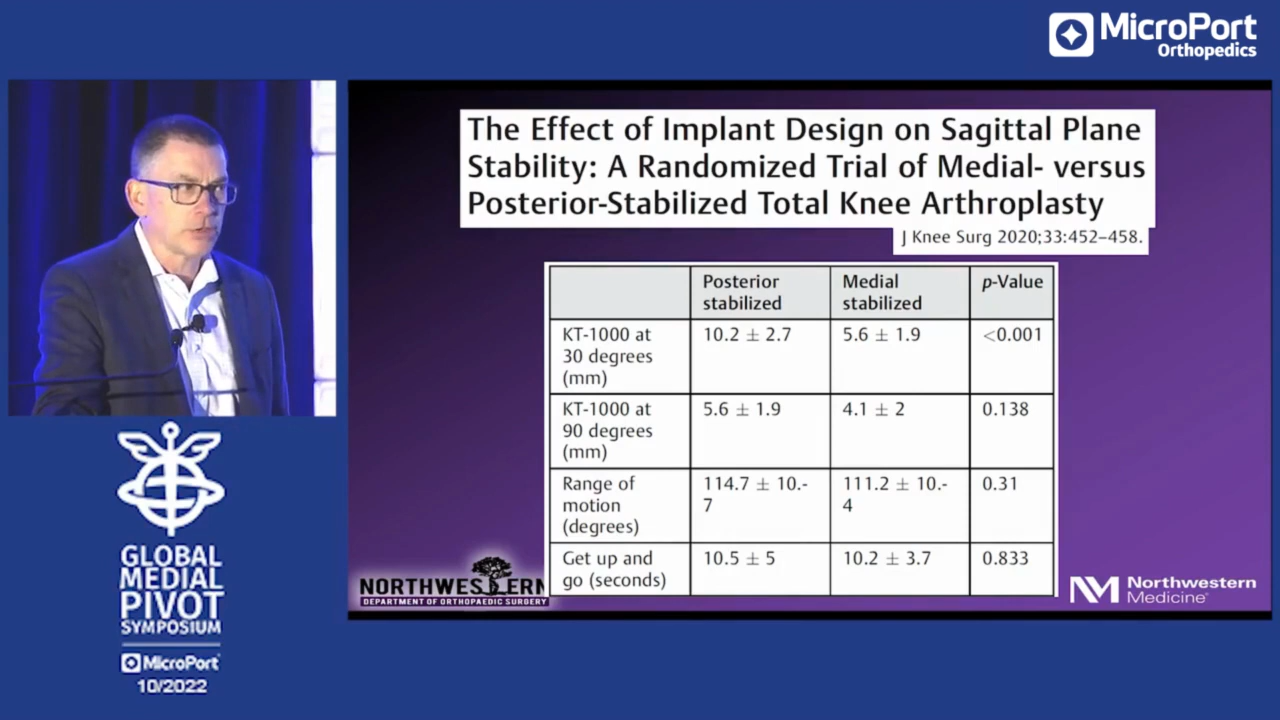 MicroPort
Orthopedics
The Effect of Implant Design on Sagittal Plane
Stability: A Randomized Trial of Medial- versus
Posterior-Stabilized Total Knee Arthroplasty
J Knee Surg 2020;33:452–458.
Posterior stabilized
Medial stabilized
p-Value
KT-1000 at 30 degrees (mm)
10.2 ± 2.7
5.6 ± 1.9
<0.001
KT-1000 at 90 degrees (mm)
5.6 ± 1.9
4.1 ± 2
0.138
Range of motion (degrees)
114.7 ± 10.-7
111.2 ± 10.-4
0.31
Get up and go (seconds)
10.5 ± 5
10.2 ± 3.7
0.833
NORTHWESTERN
DEPARTMENT OF ORTHOPAEDIC SURGERY
NM Northwestern
Medicine
GLOBAL
MEDIAL
PIVOT
SYMPOSIUM
MicroPort
10/2022